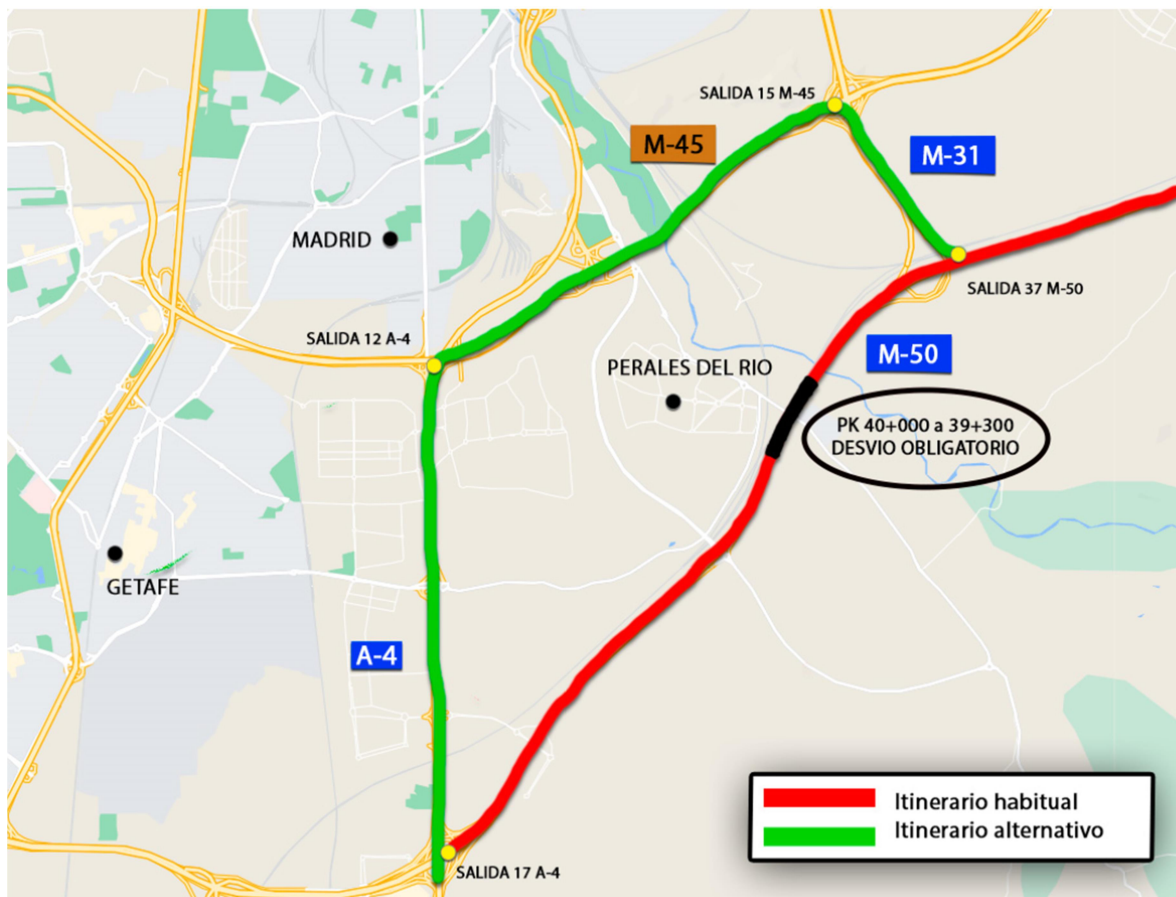 SALIDA 15 M-45
M-45
M-31
MADRID
SALIDA 37 M-50
SALIDA 12 A-4
M-50
PERALES DEL RIO
PK 40+000 a 39+300
DESVIO OBLIGATORIO
GETAFE
A-4
Itinerario habitual
Itinerario alternativo
SALIDA 17 A-4